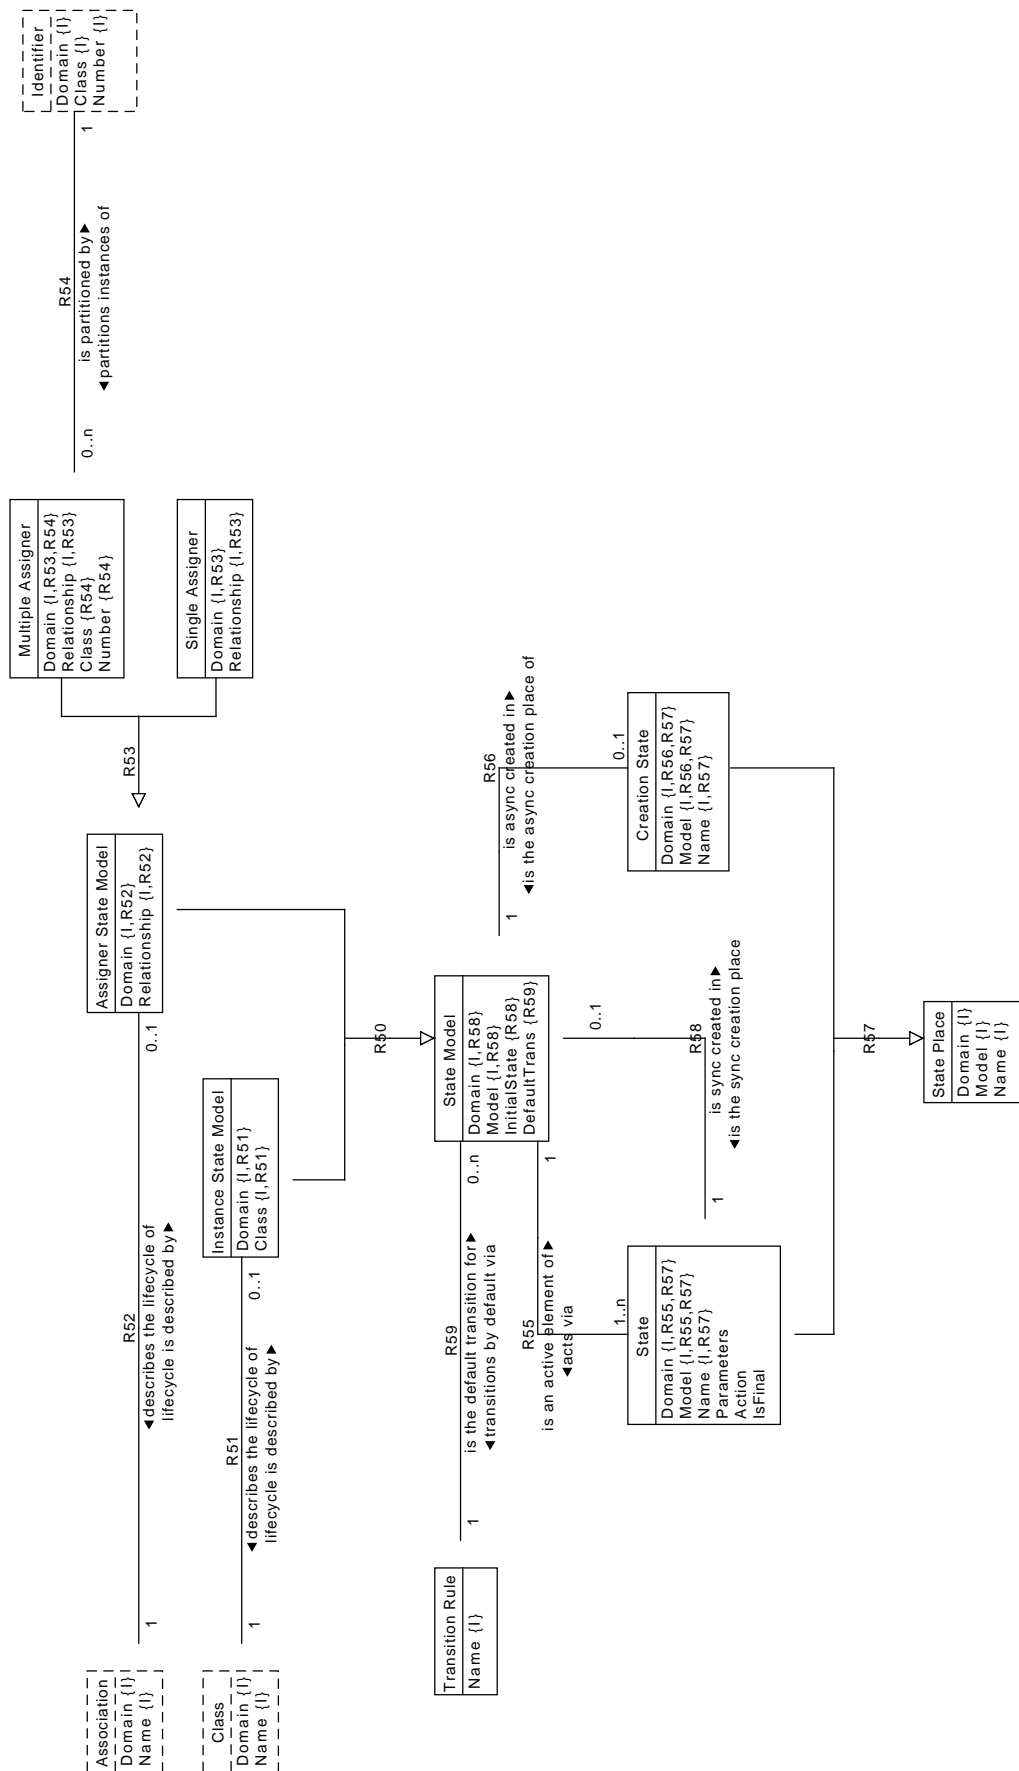 Association
Domain {I}
Name {I}
1
R52
◄describes the lifecycle of
lifecycle is described by►
0..1
Assigner State Model
Domain {I,R52}
Relationship {I,R52}
R53
Multiple Assigner
Domain {I,R53,R54}
Relationship {I,R53}
Class {R54}
Number {R54}
Single Assigner
Domain {I,R53}
Relationship {I,R53}
0..n
R54
is partitioned by►
◄partitions instances of
1
Identifier
Domain {I}
Class {I}
Number {I}
Class
Domain {I}
Name {I}
1
R51
◄describes the lifecycle of
lifecycle is described by►
0..1
Instance State Model
Domain {I,R51}
Class {I,R51}
R50
Transition Rule
Name {I}
1
R59
is the default transition for►
◄transitions by default via
0..n
State Model
Domain {I,R58}
Model {I,R58}
InitialState {R58}
DefaultTrans {R59}
1
R55
is an active element of►
◄acts via
1..n
0..1
R58
is sync created in►
◄is the sync creation place
1
1
R56
is async created in►
◄is the async creation place of
0..1
State
Domain {I,R55,R57}
Model {I,R55,R57}
Name {I,R57}
Parameters
Action
IsFinal
Creation State
Domain {I,R56,R57}
Model {I,R56,R57}
Name {I,R57}
R57
State Place
Domain {I}
Model {I}
Name {I}